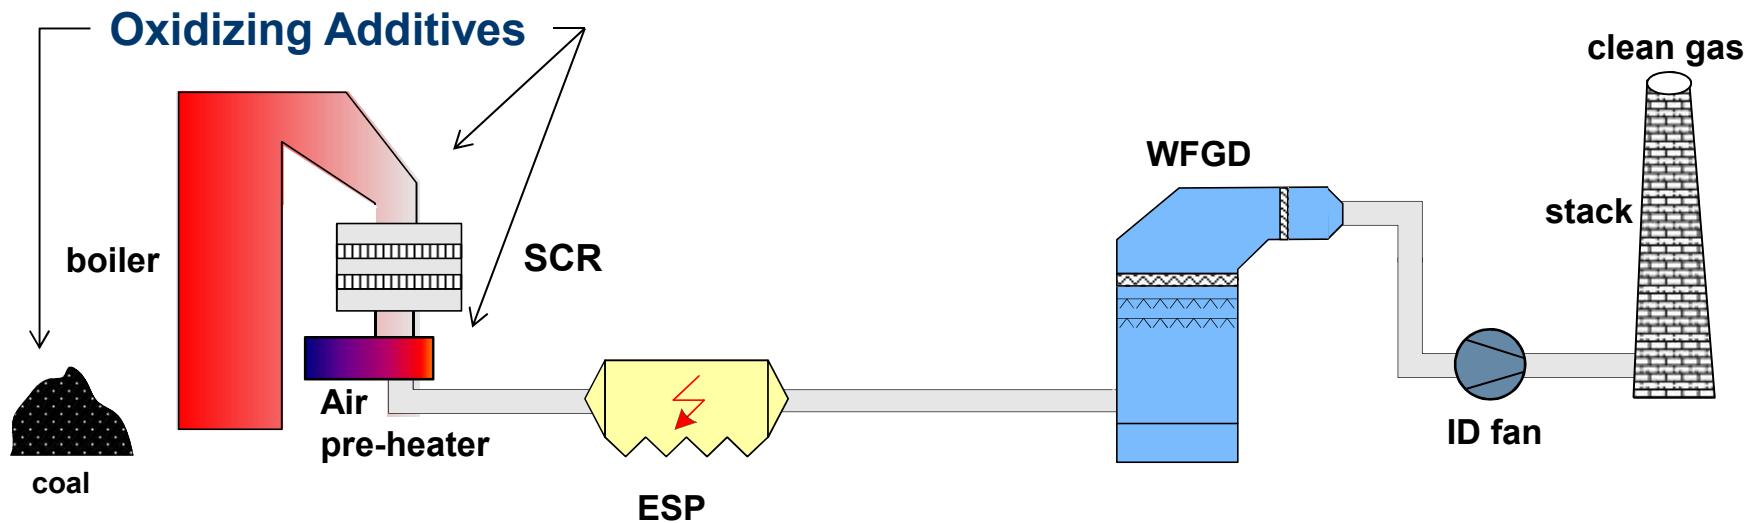 Oxidizing Additives
clean gas
WFGD
stack
boiler
SCR
Air
pre-heater
ID fan
coal
ESP